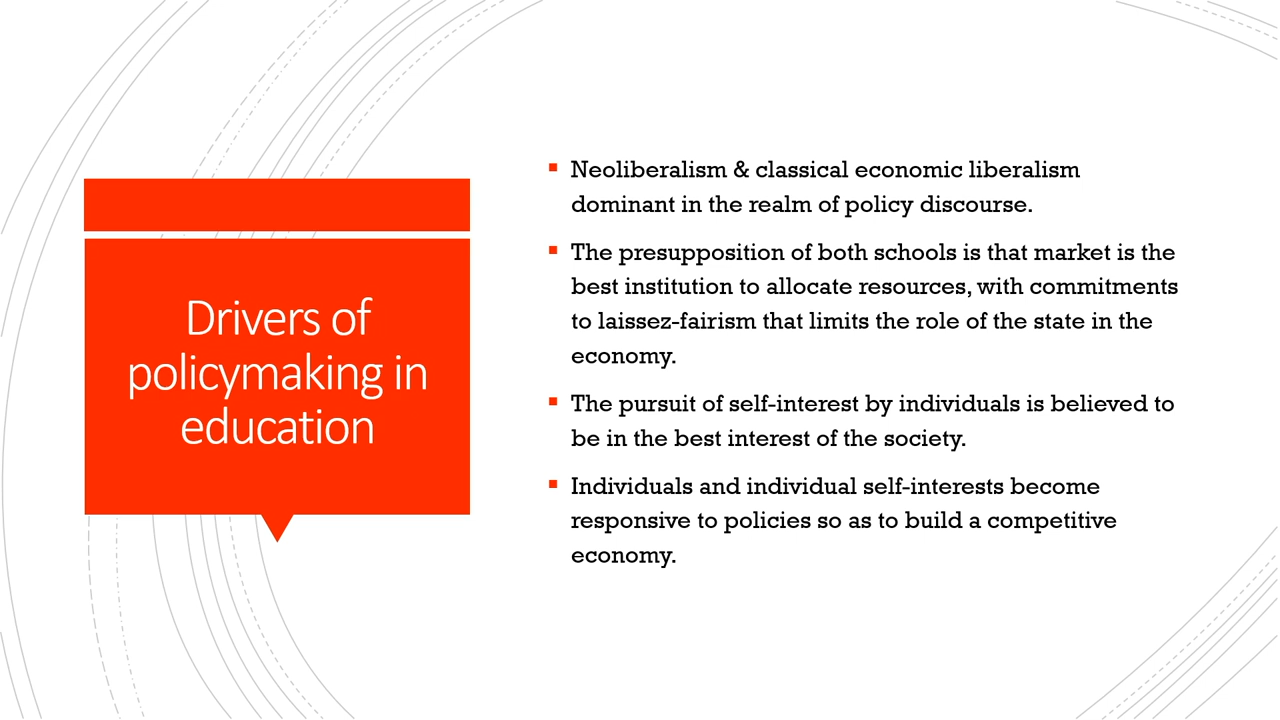 Drivers of
policymaking in
education
Neoliberalism & classical economic liberalism
dominant in the realm of policy discourse.
The presupposition of both schools is that market is the
best institution to allocate resources, with commitments
to laissez-fairism that limits the role of the state in the
economy.
The pursuit of self-interest by individuals is believed to
be in the best interest of the society.
Individuals and individual self-interests become
responsive to policies so as to build a competitive
economy.